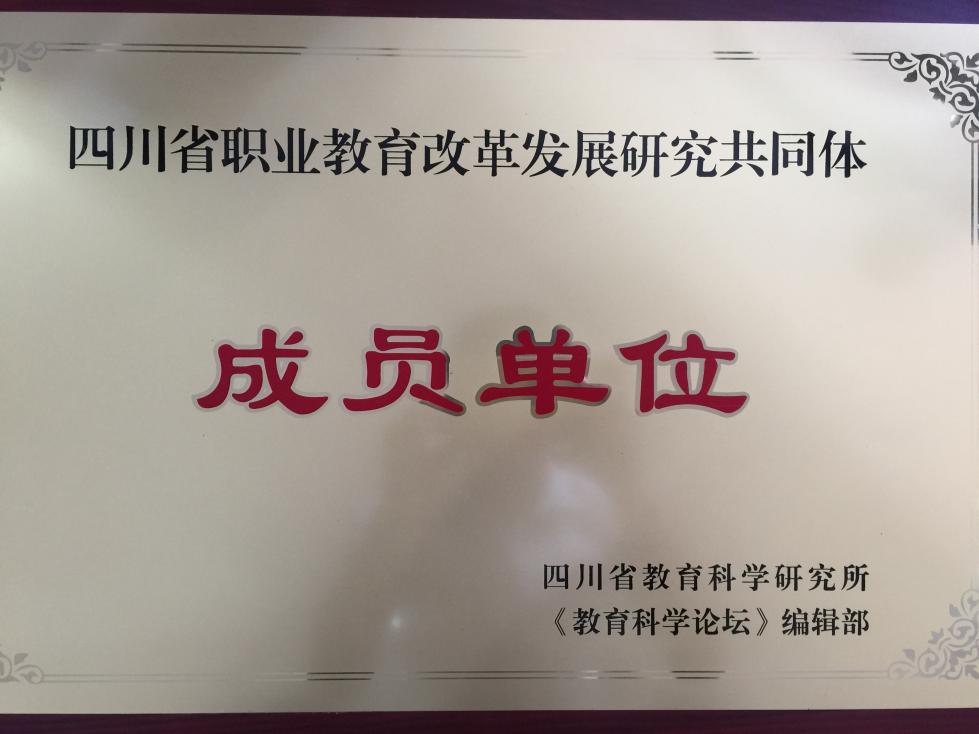 四川省职业教育改革发展研究共同体
成员单位
四川省教育科学研究所
《教育科学论坛》编辑部